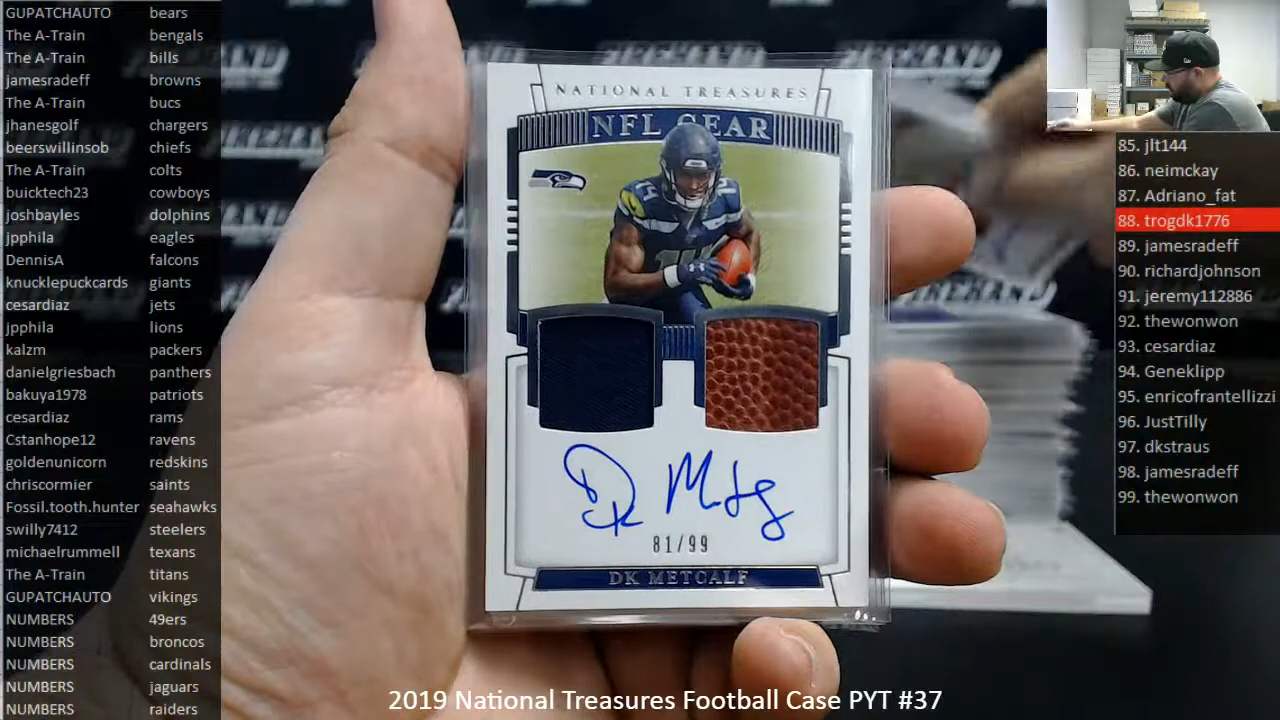 GUPATCHAUTO bears
The A-Train bengals
The A-Train bills
jamesradeff browns
The A-Train bucs
jhanesgolf chargers
beerswillinsob chiefs
The A-Train colts
buicktech23 cowboys
joshbayles dolphins
jpphila eagles
DennisA falcons
knucklepuckcards giants
cesardiaz jets
jpphila lions
kalzm packers
danielgriesbach panthers
bakuya1978 patriots
cesardiaz rams
Cstanhope12 ravens
goldenunicorn redskins
chriscormier saints
Fossil.tooth.hunter seahawks
swilly7412 steelers
michaelrummell texans
The A-Train titans
GUPATCHAUTO vikings
NUMBERS 49ers
NUMBERS broncos
NUMBERS cardinals
NUMBERS jaguars
NUMBERS raiders
NATIONAL TREASURES
NFL GEAR
14
14
81/99
DK METCALF
85. jlt144
86. neimckay
87. Adriano_fat
88. trogdk1776
89. jamesradeff
90. richardjohnson
91. jeremy112886
92. thewonwon
93. cesardiaz
94. Geneklipp
95. enricofrantellizzi
96. JustTilly
97. dkstraus
98. jamesradeff
99. thewonwon
2019 National Treasures Football Case PYT #37